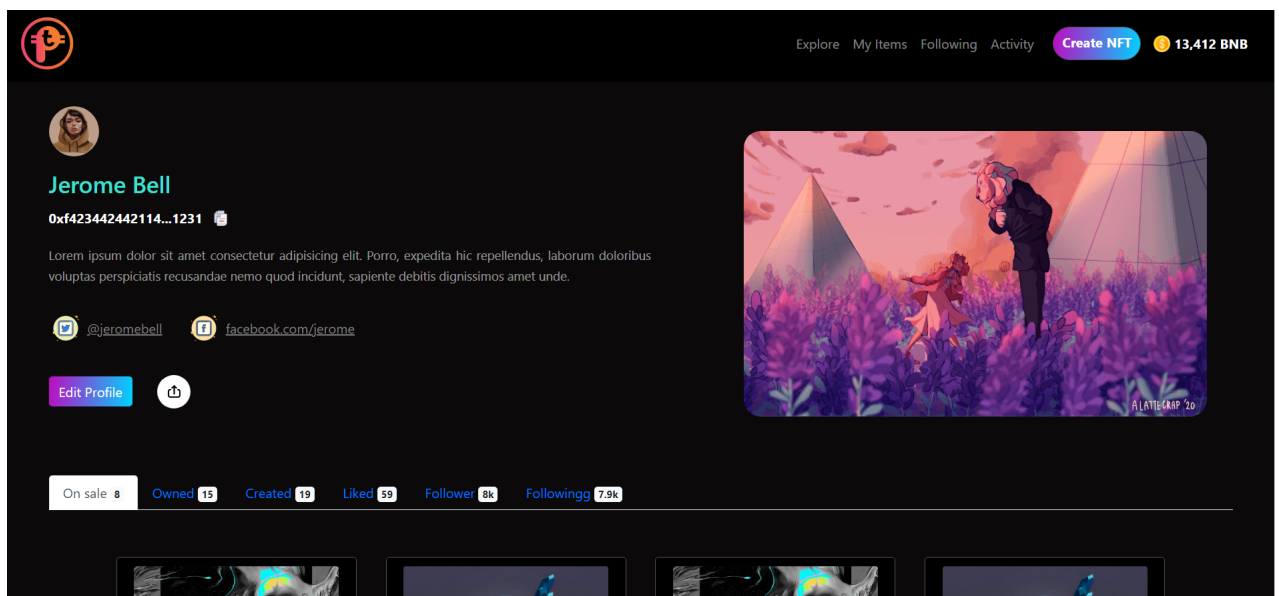 Explore My Items Following Activity Create NFT 13,412 BNB
Jerome Bell
0xf423442442114...1231
Lorem ipsum dolor sit amet consectetur adipisicing elit. Porro, expedita hic repellendus, laborum doloribus
voluptas perspiciatis recusandae nemo quod incidunt, sapiente debitis dignissimos amet unde.
@jeromebell facebook.com/jerome
Edit Profile
A LATTECRAP '20
On sale 8 Owned 15 Created 19 Liked 59 Follower 8k Followingg 7.9k